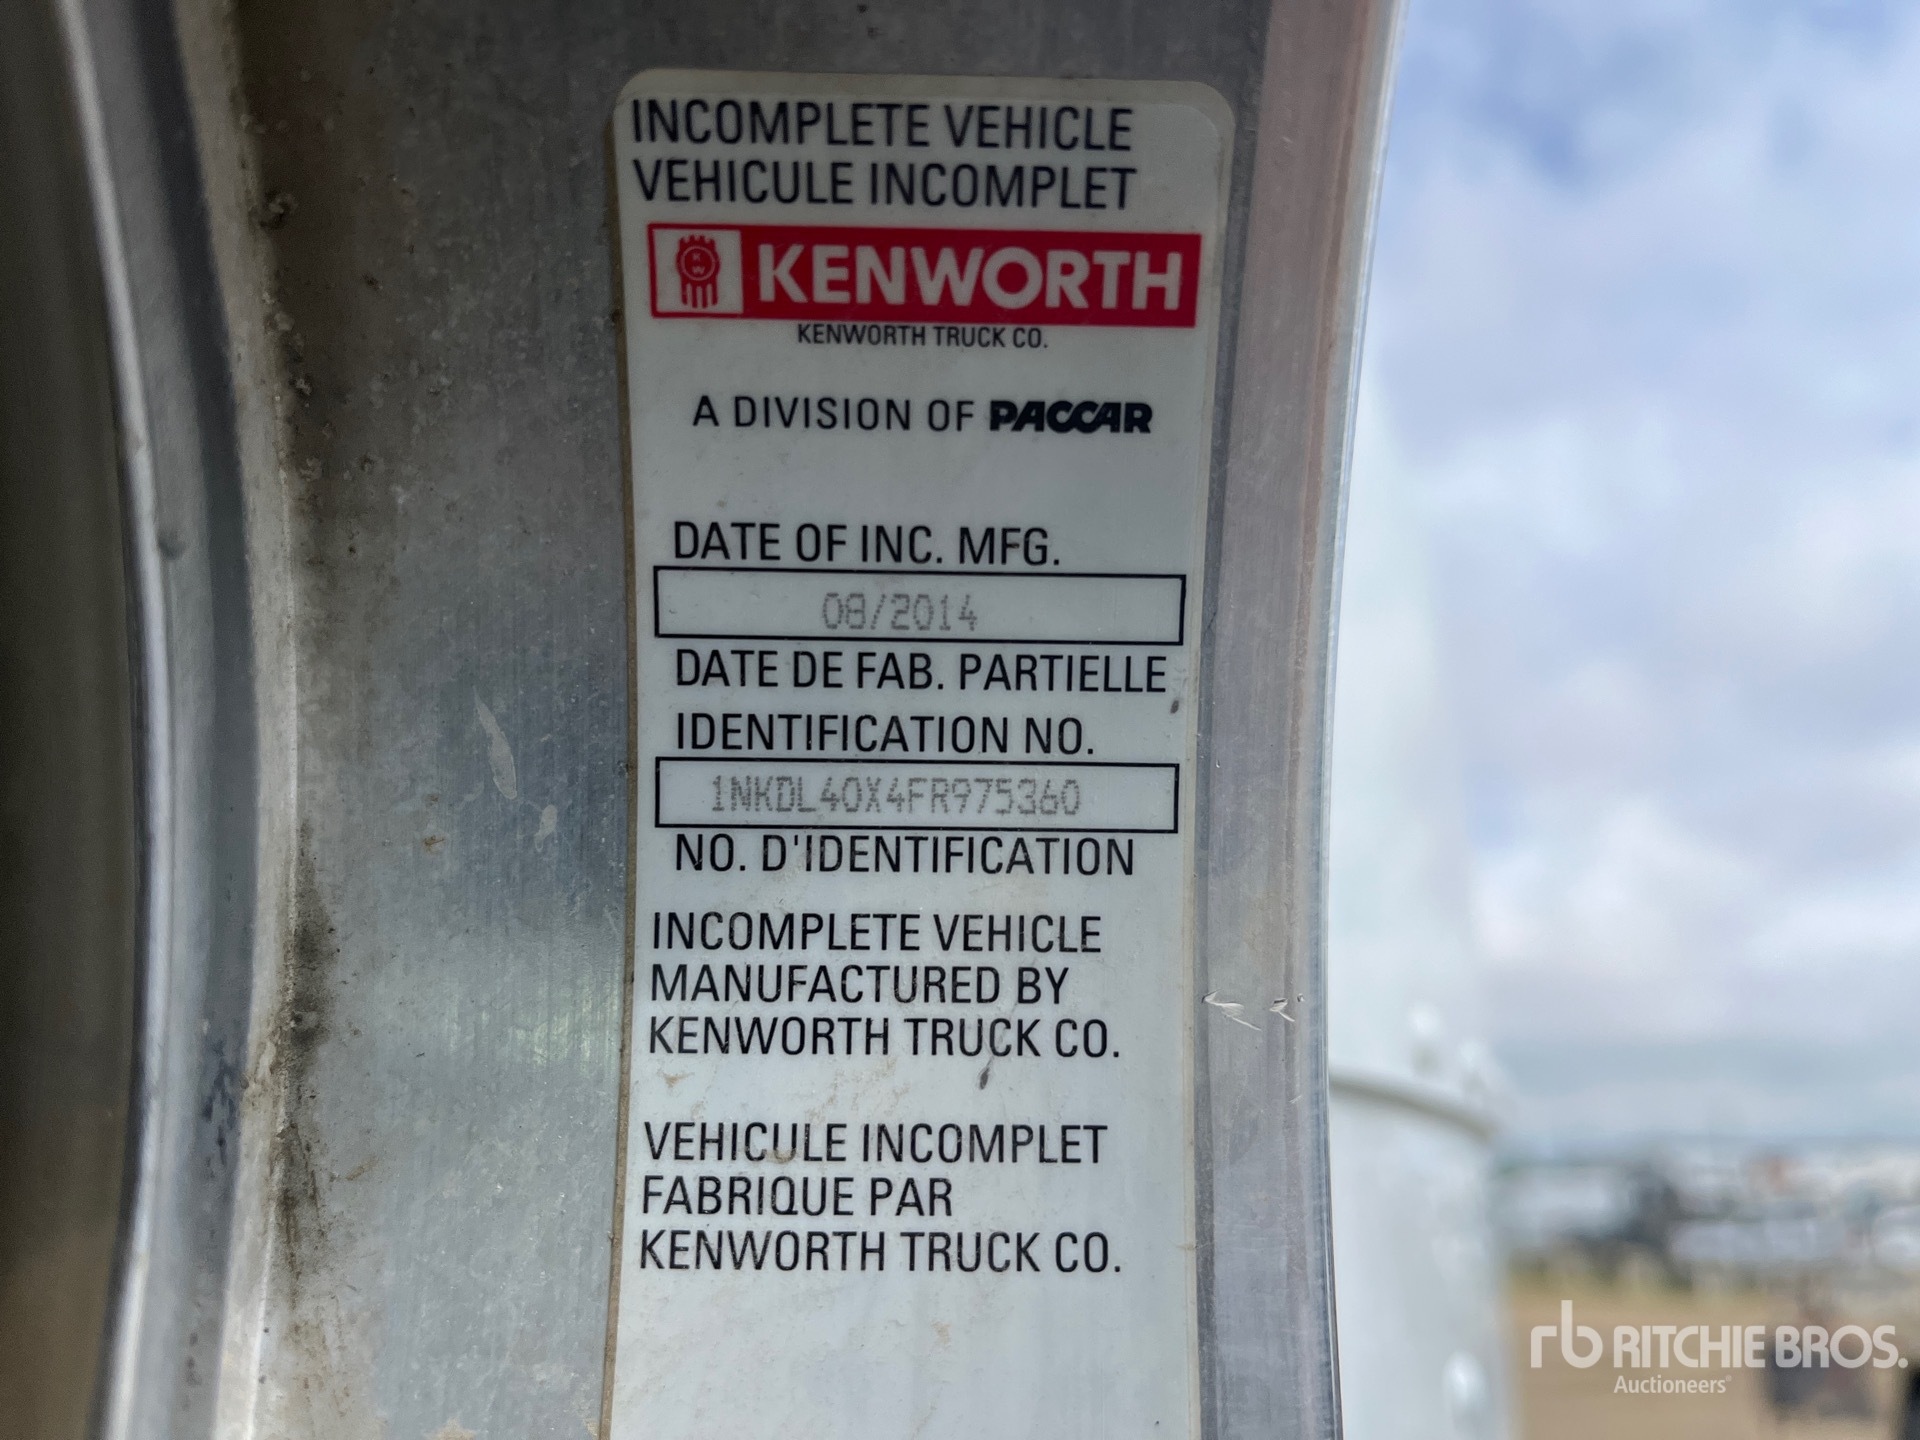 INCOMPLETE VEHICLE
VEHICULE INCOMPLET
KW KENWORTH
KENWORTH TRUCK CO.
A DIVISION OF PACCAR
DATE OF INC. MFG.
08/2014
DATE DE FAB. PARTIELLE
IDENTIFICATION NO.
1NKDL40X4FR975360
NO. D'IDENTIFICATION
INCOMPLETE VEHICLE
MANUFACTURED BY
KENWORTH TRUCK CO.
VEHICULE INCOMPLET
FABRIQUE PAR
KENWORTH TRUCK CO.
rb RITCHIE BROS.
Auctioneers